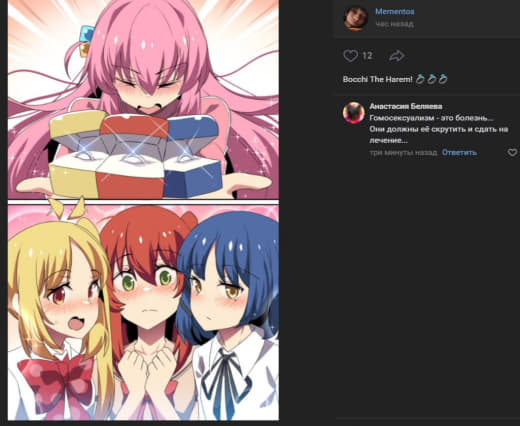 Mementos
час назад
12
Bocchi The Harem! 💍💍💍
Анастасия Беляева
Гомосексуализм - это болезнь...
Они должны её скрутить и сдать на
лечение...
три минуты назад Ответить